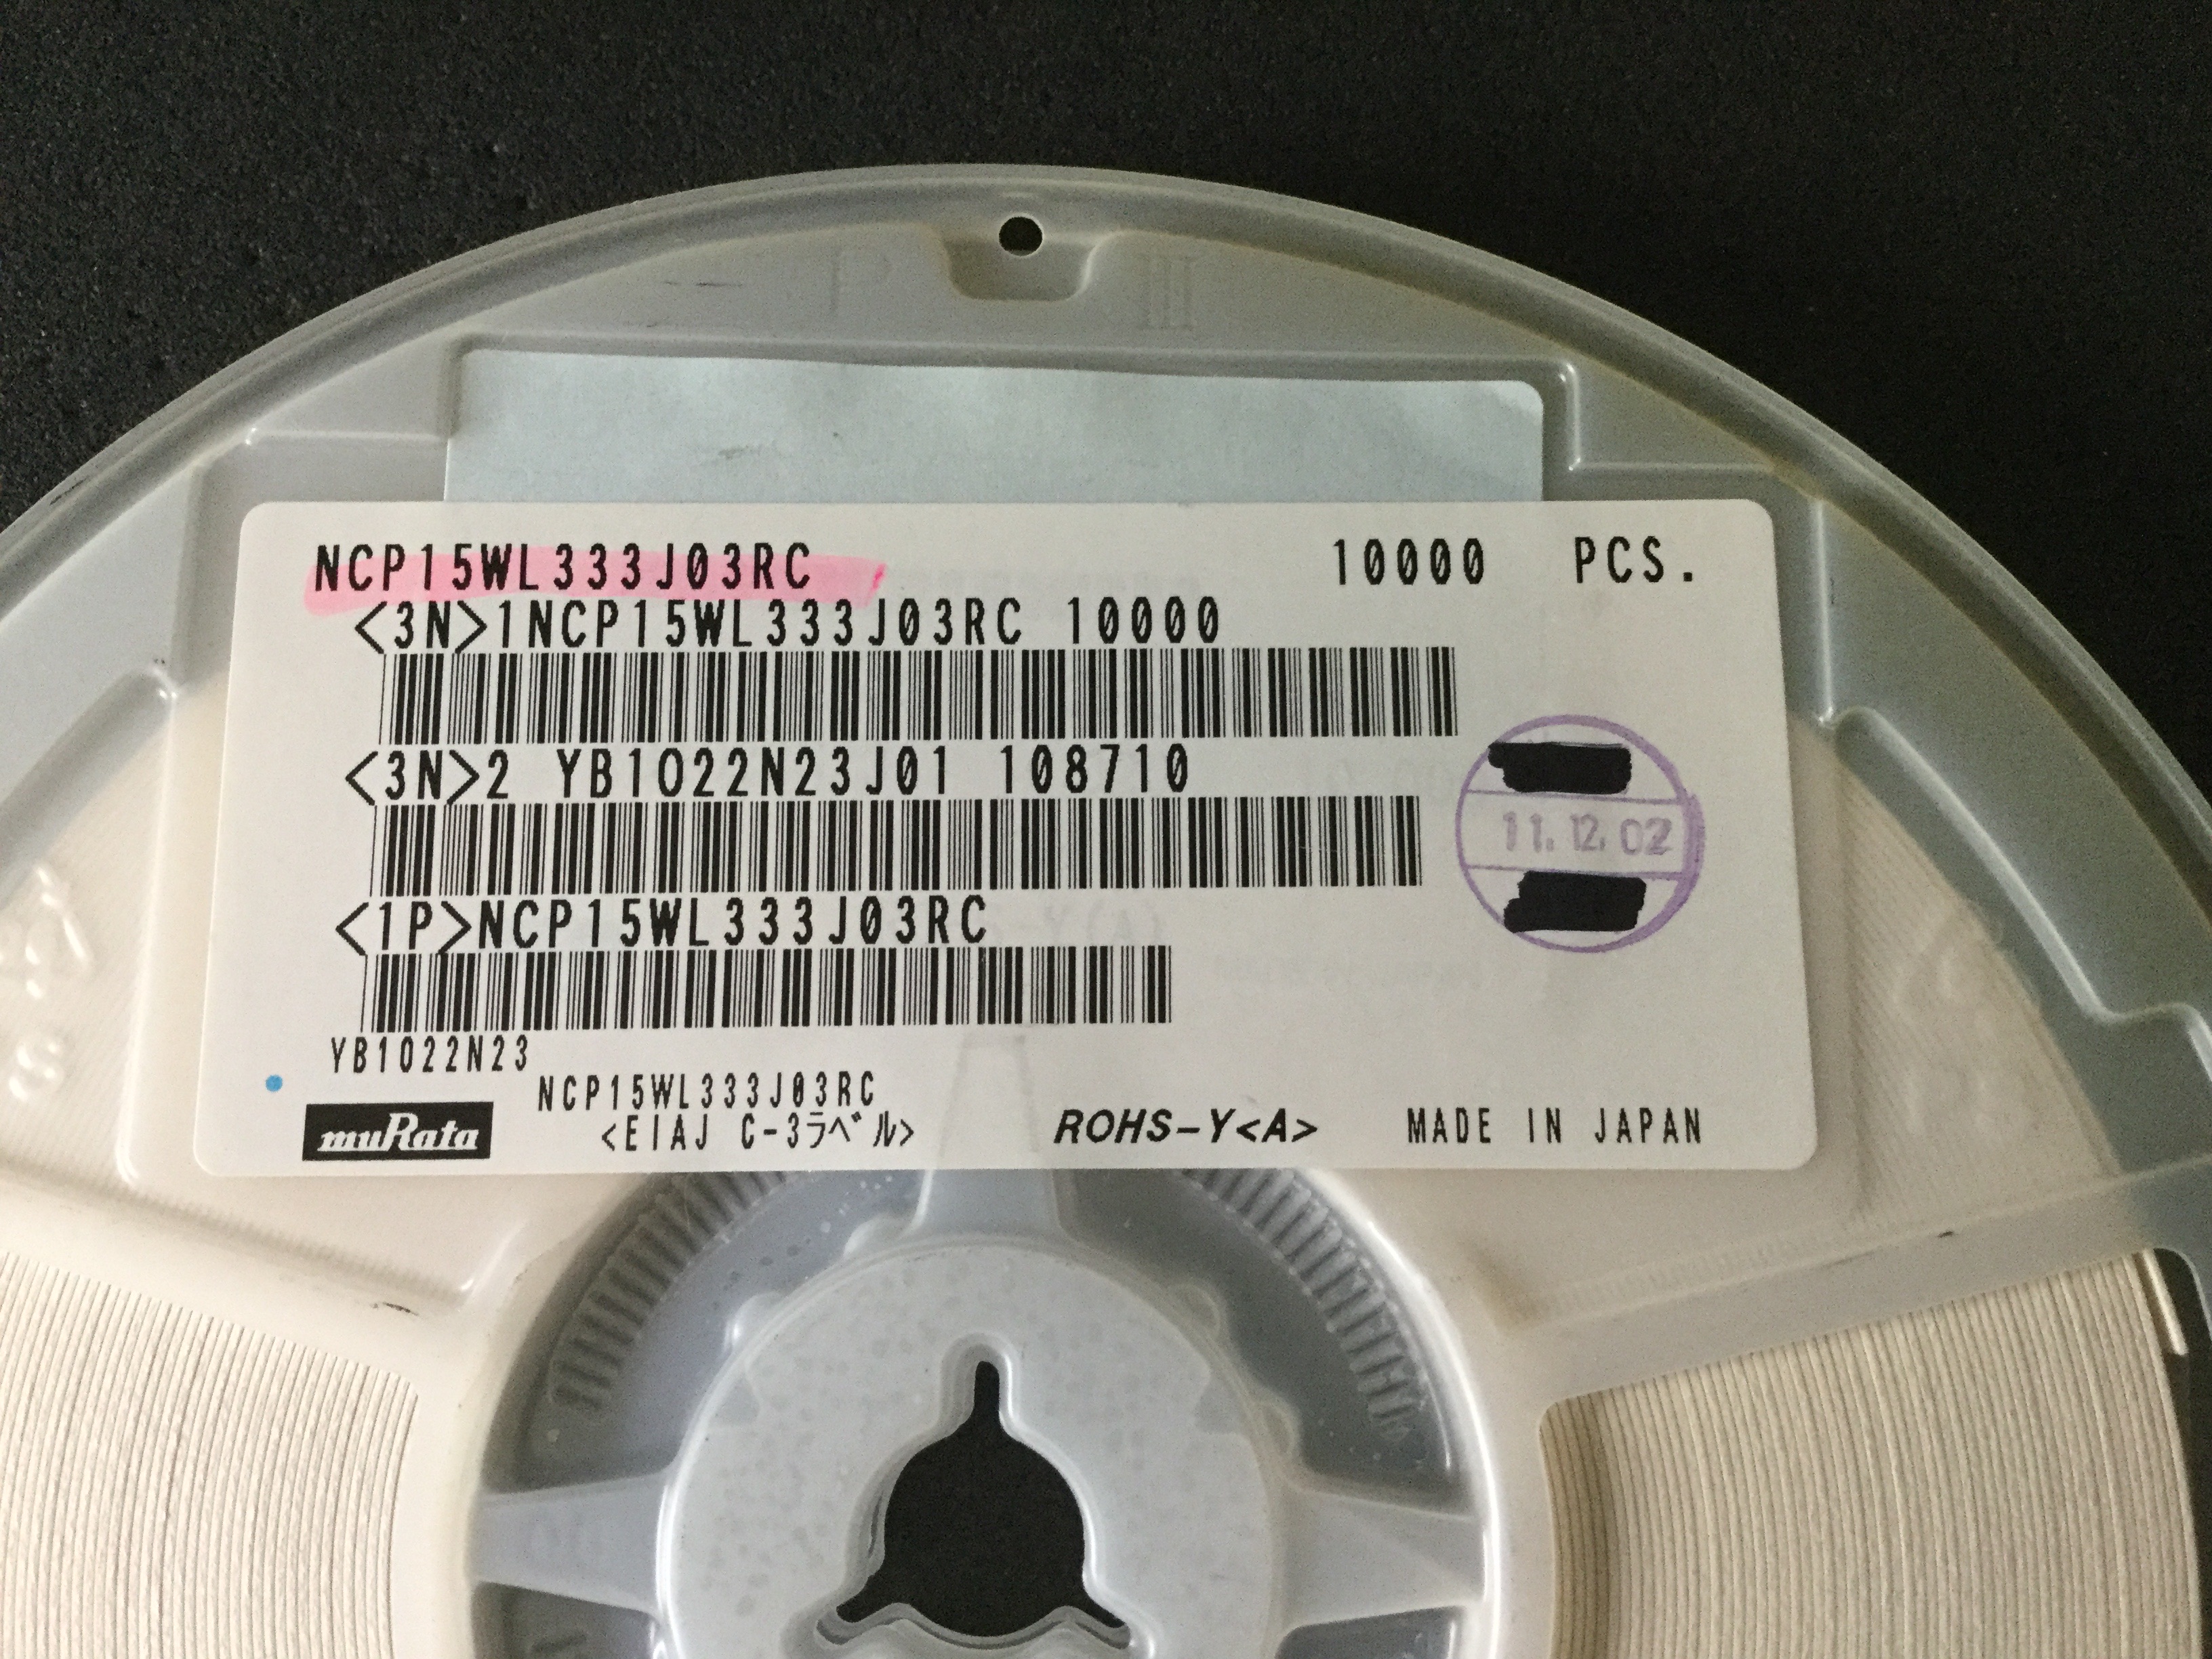 NCP15WL333J03RC 10000 PCS.
<3N>1NCP15WL333J03RC 10000
<3N>2 YB1022N23J01 108710
11.12.02
<1P>NCP15WL333J03RC
YB1022N23
NCP15WL333J03RC
muRata <EIAJ C-3ラベル> ROHS-Y<A> MADE IN JAPAN